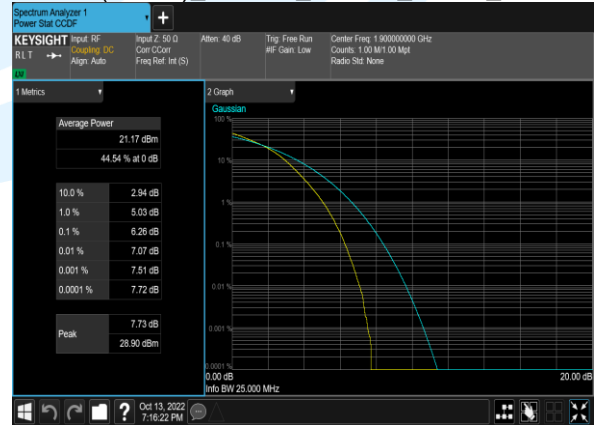 Spectrum Analyzer 1
Power Stat CCDF
+
KEYSIGHT Input: RF
Coupling: DC
Align: Auto
Input Z: 50 Ω
Corr CCorr
Freq Ref: Int (S)
Atten: 40 dB
Trig: Free Run
#IF Gain: Low
Center Freq: 1.900000000 GHz
Counts: 1.00 M/1.00 Mpt
Radio Std: None
R L T
1 Metrics
Average Power
21.17 dBm
44.54 % at 0 dB
10.0 % 2.94 dB
1.0 % 5.03 dB
0.1 % 6.26 dB
0.01 % 7.07 dB
0.001 % 7.51 dB
0.0001 % 7.72 dB
Peak
7.73 dB
28.90 dBm
2 Graph
Gaussian
100 %
10 %
1 %
0.1 %
0.01 %
0.001 %
0.0001 %
0.00 dB 20.00 dB
Info BW 25.000 MHz
?
Oct 13, 2022
7:16:22 PM